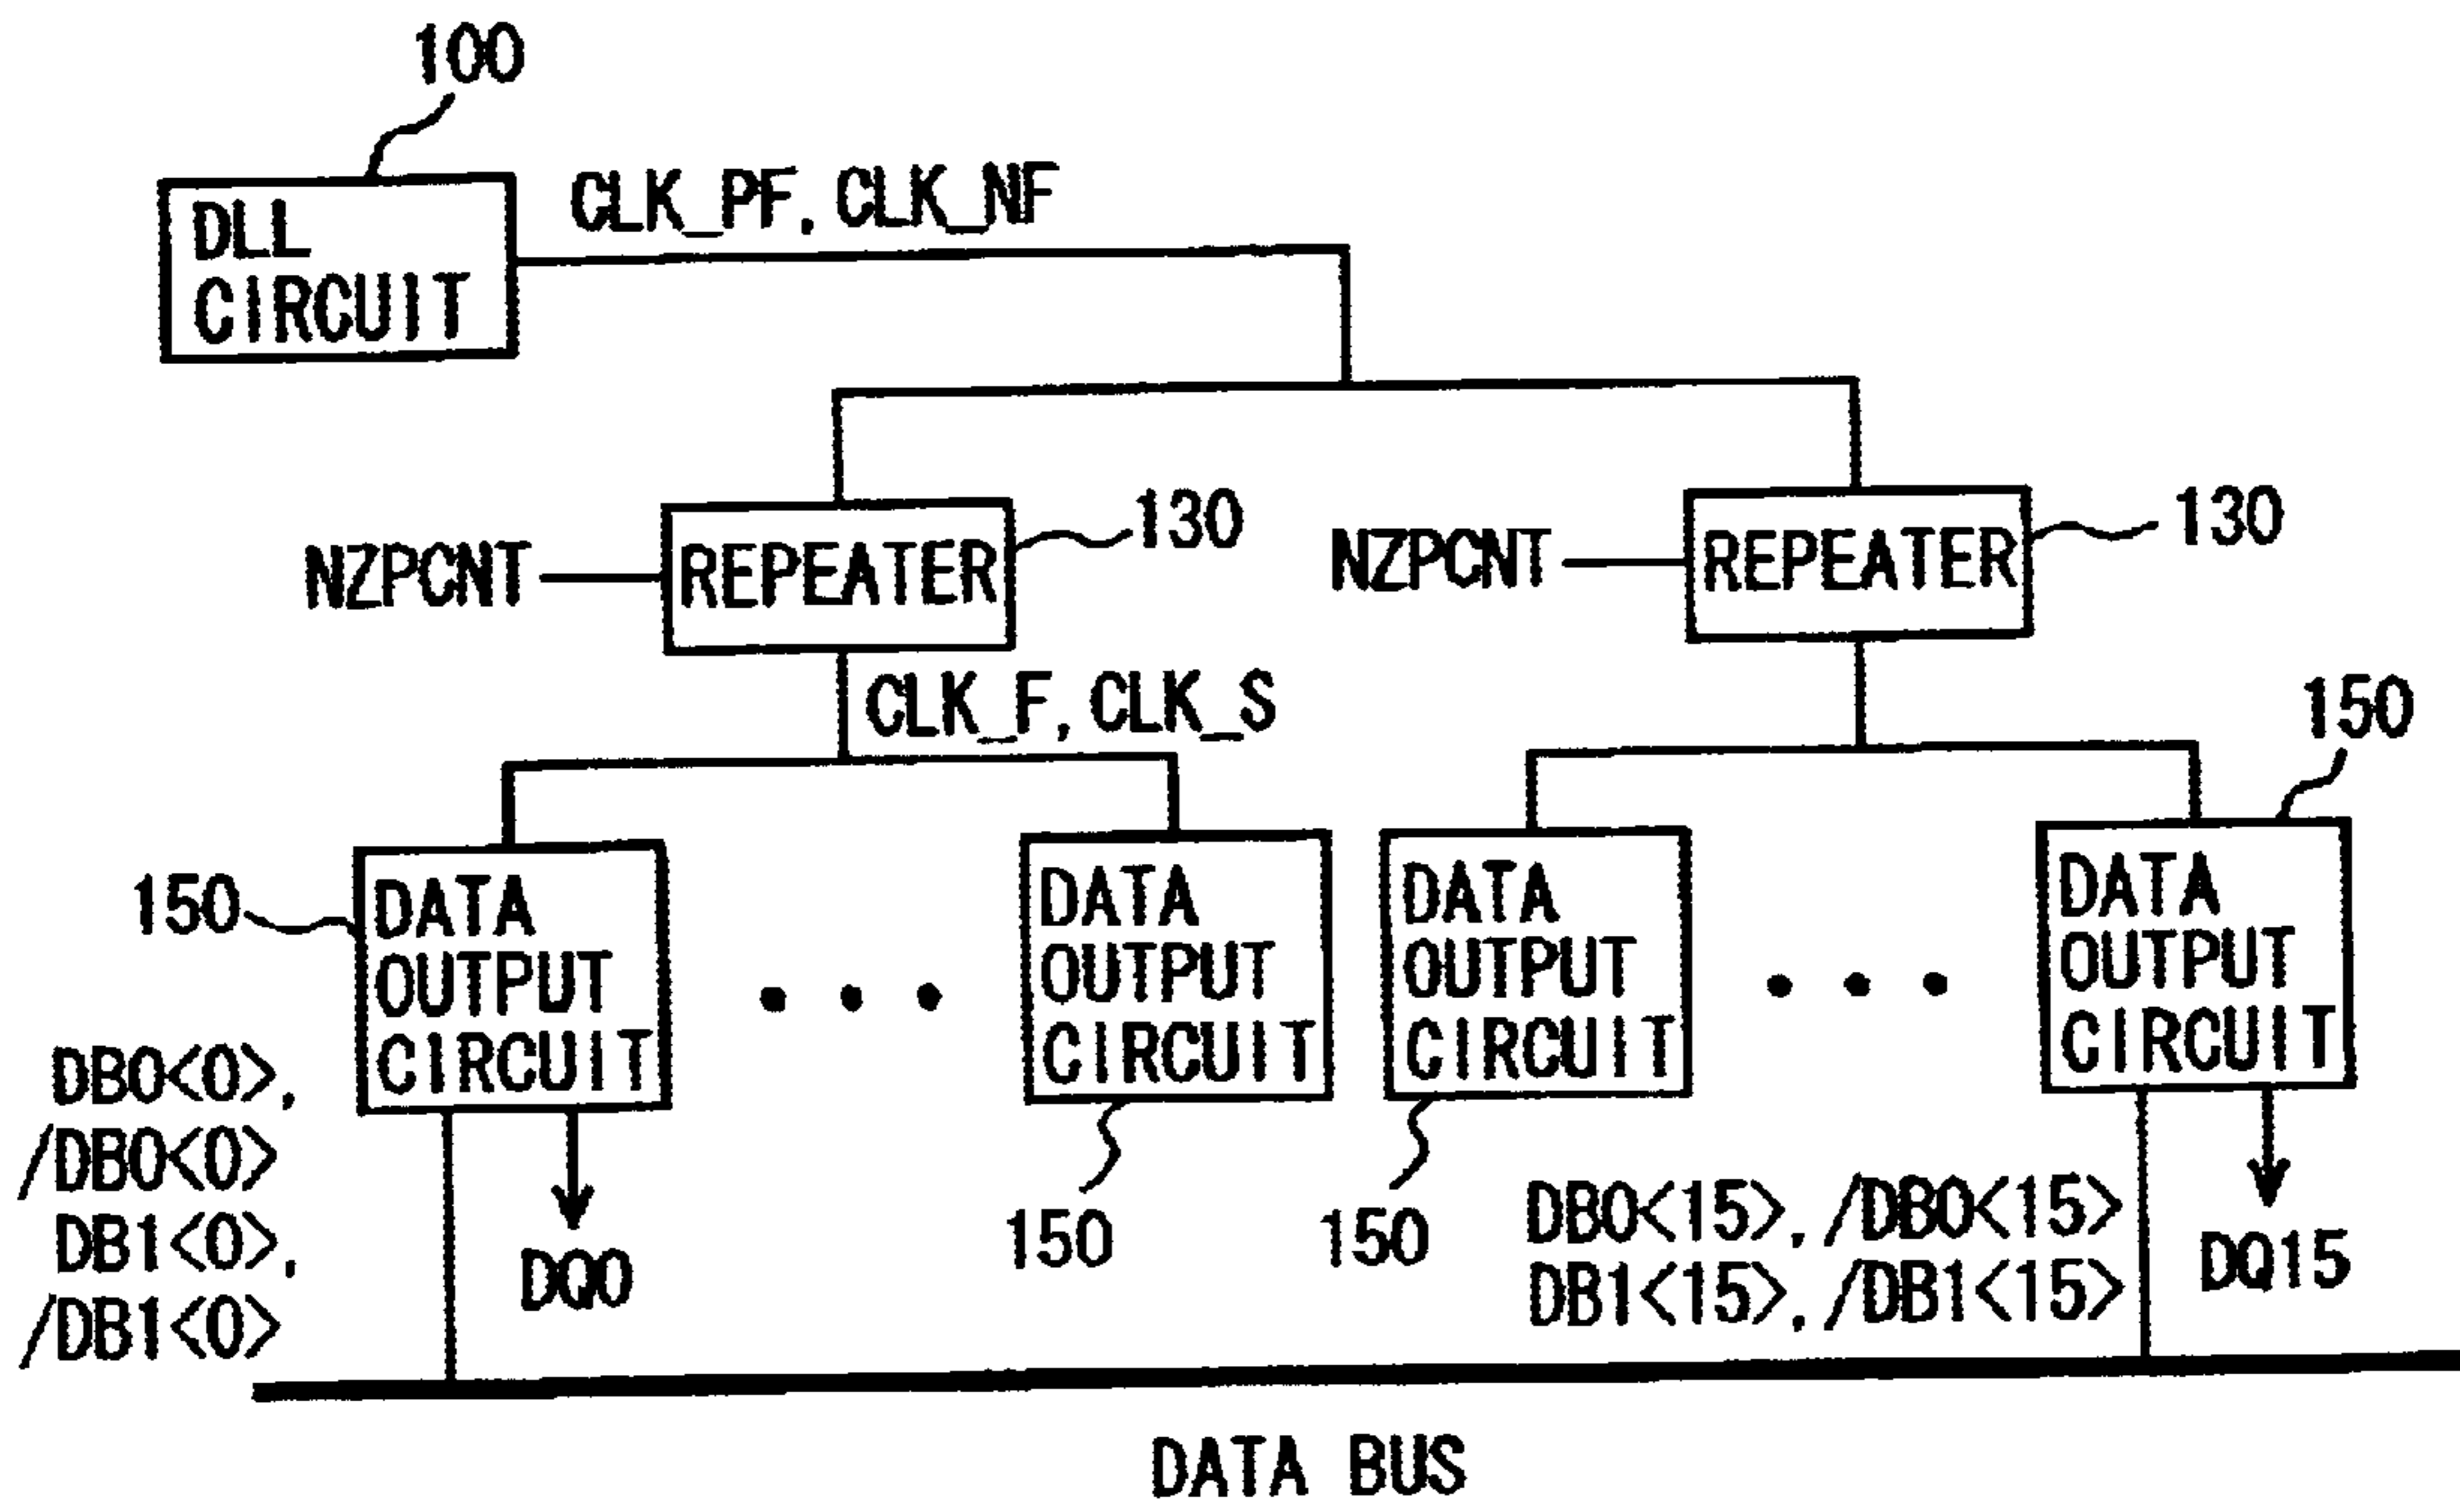 100
DLL
CIRCUIT
CLK_PF, CLK_NF
NZPCNT
REPEATER
130
NZPCNT
REPEATER
130
CLK_F, CLK_S
150
150
DATA
OUTPUT
CIRCUIT
DATA
OUTPUT
CIRCUIT
DATA
OUTPUT
CIRCUIT
DATA
OUTPUT
CIRCUIT
DB0<0>,
/DB0<0>
DB1<0>,
/DB1<0>
DQ0
150
150
DB0<15>, /DB0<15>
DB1<15>, /DB1<15>
DQ15
DATA BUS